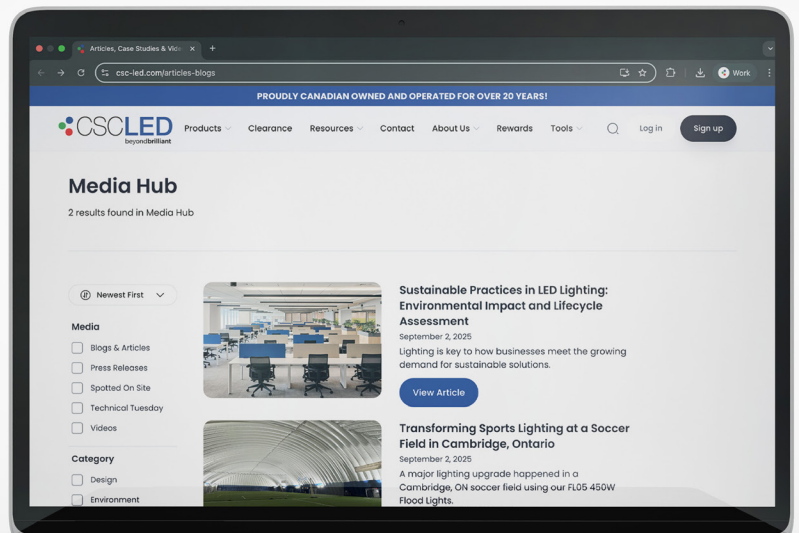 Articles, Case Studies & Vide
csc-led.com/articles-blogs
Work
PROUDLY CANADIAN OWNED AND OPERATED FOR OVER 20 YEARS!
CSCLED
beyondbrilliant
Products
Clearance
Resources
Contact
About Us
Rewards
Tools
Log in
Sign up
Media Hub
2 results found in Media Hub
Newest First
Media
Blogs & Articles
Press Releases
Spotted On Site
Technical Tuesday
Videos
Category
Design
Environment
Sustainable Practices in LED Lighting:
Environmental Impact and Lifecycle
Assessment
September 2, 2025
Lighting is key to how businesses meet the growing
demand for sustainable solutions.
View Article
Transforming Sports Lighting at a Soccer
Field in Cambridge, Ontario
September 2, 2025
A major lighting upgrade happened in a
Cambridge, ON soccer field using our FL05 450W
Flood Lights.